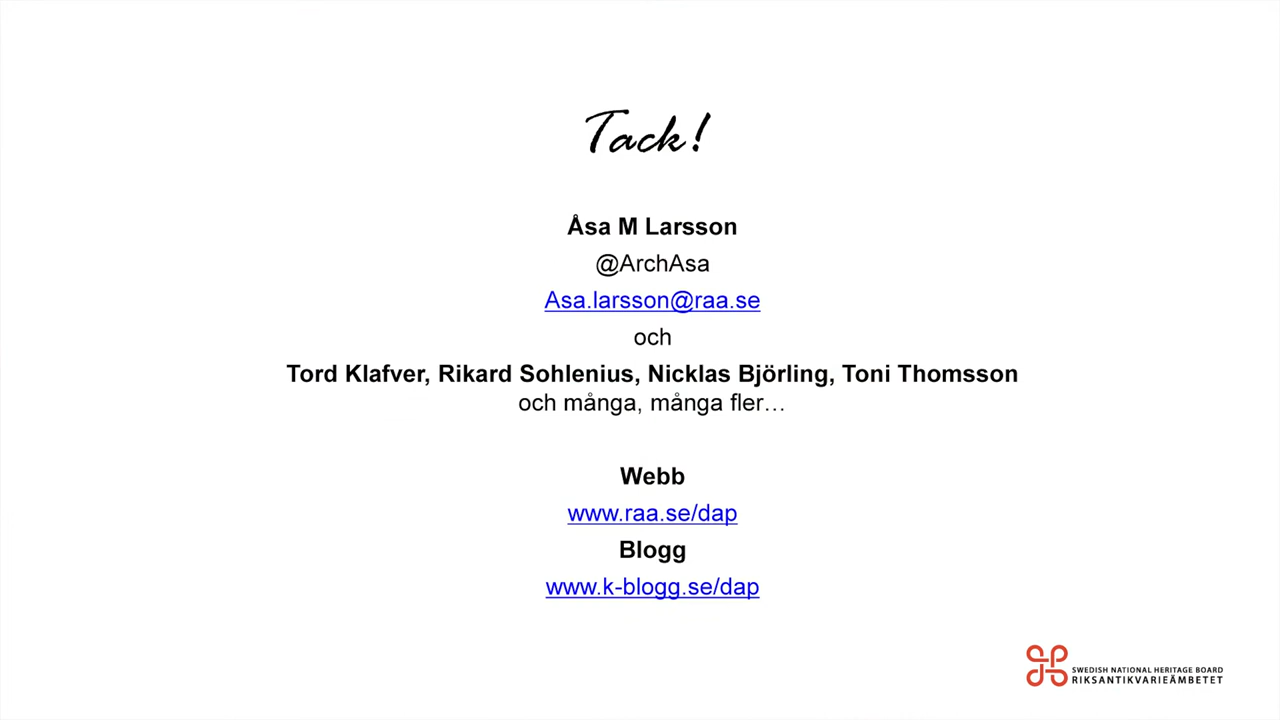 Tack!
Åsa M Larsson
@ArchAsa
Asa.larsson@raa.se
och
Tord Klafver, Rikard Sohlenius, Nicklas Björling, Toni Thomsson
och många, många fler…
Webb
www.raa.se/dap
Blogg
www.k-blogg.se/dap
SWEDISH NATIONAL HERITAGE BOARD
RIKSANTIKVARIEÄMBETET